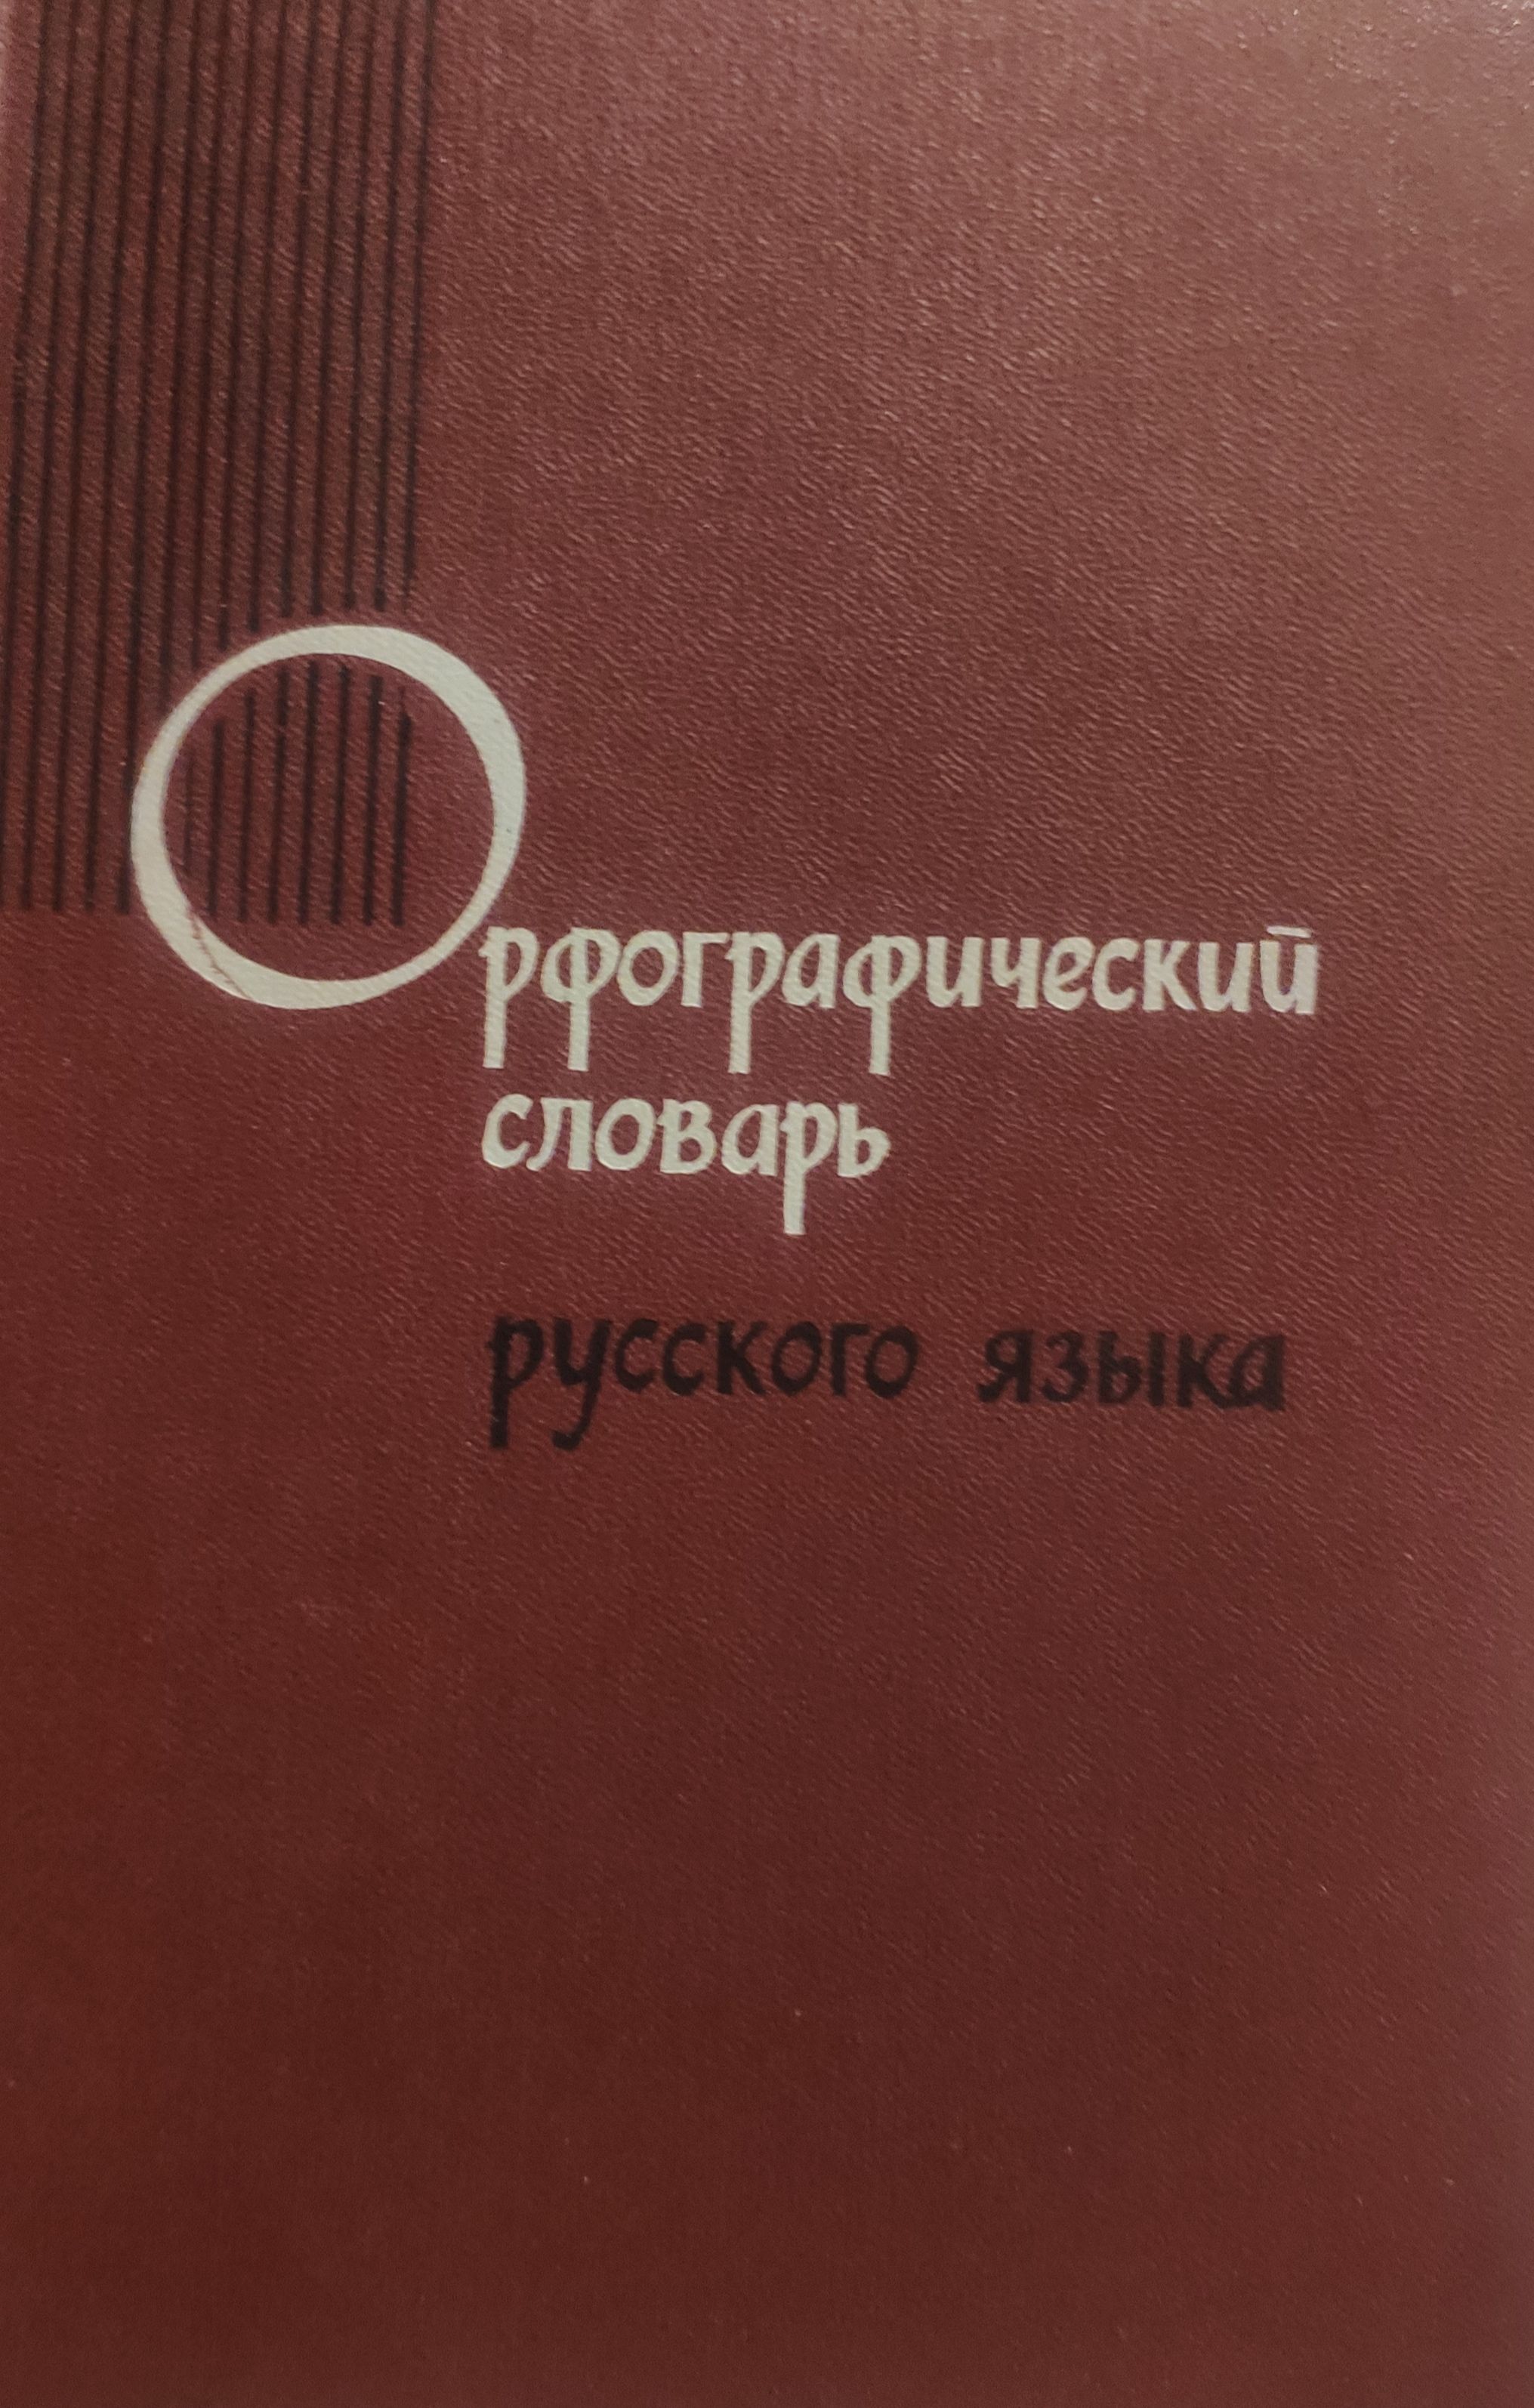 Орфографический
словарь
русского языка